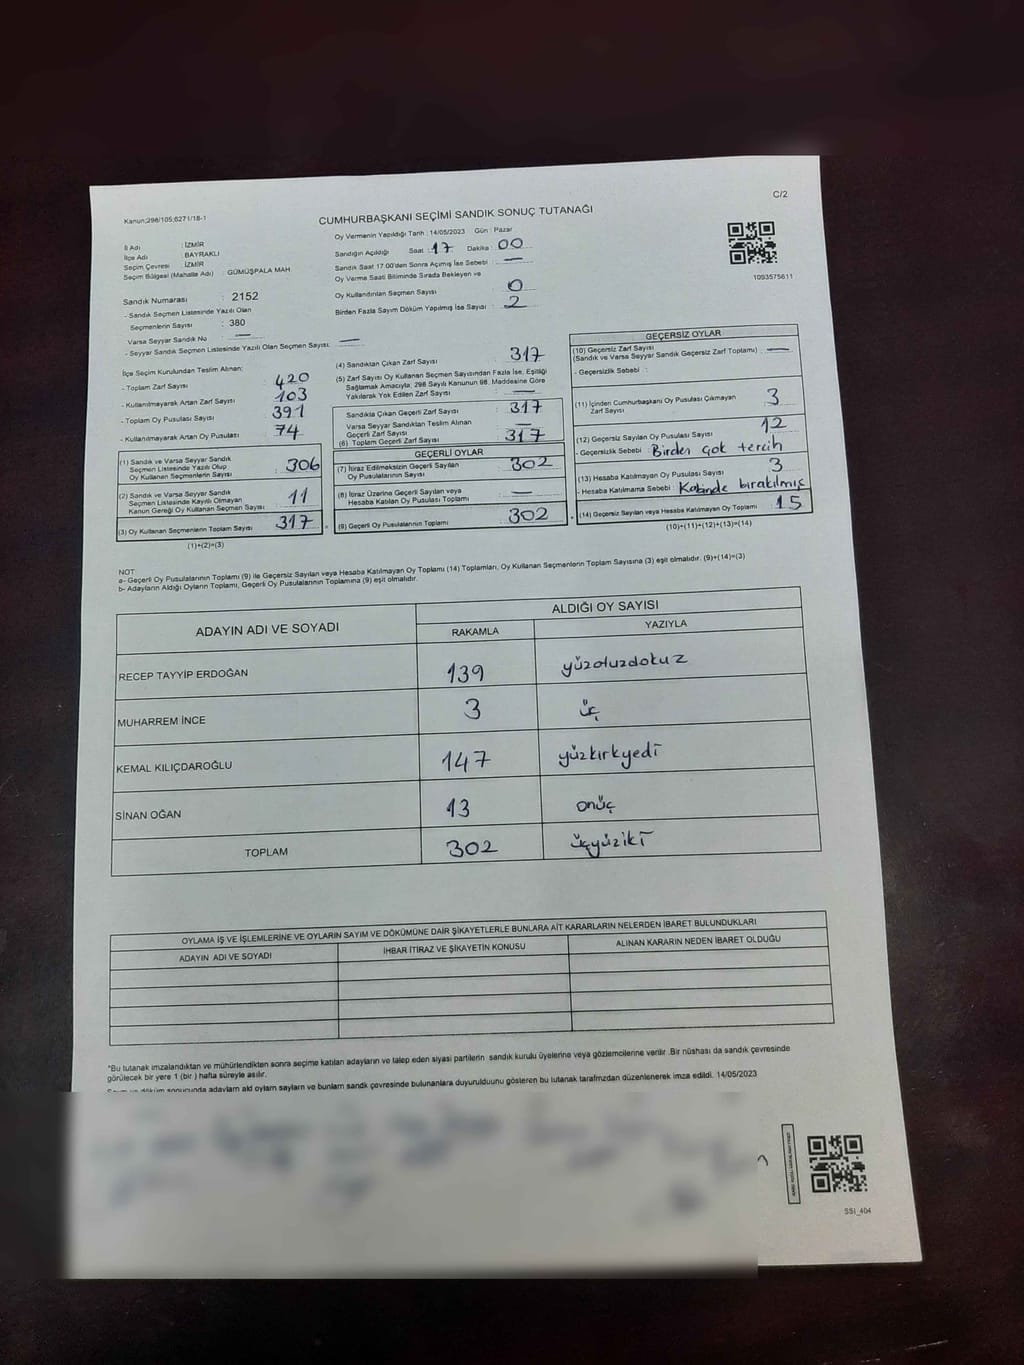 C/2
Kanun;298/105;6271/18-1
CUMHURBAŞKANI SEÇİMİ SANDIK SONUÇ TUTANAĞI
İl Adı : İZMİR
İlçe Adı : BAYRAKLI
Seçim Çevresi : İZMİR
Seçim Bölgesi (Mahalle Adı) GÜMÜŞPALA MAH.
Sandık Numarası : 2152
- Sandık Seçmen Listesinde Yazılı Olan
Seçmenlerin Sayısı : 380
Varsa Seyyar Sandık No —
- Seyyar Sandık Seçmen Listesinde Yazılı Olan Seçmen Sayısı: —
Oy Vermenin Yapıldığı Tarih : 14/05/2023 Gün : Pazar
Sandığın Açıldığı Saat : 17 Dakika : 00
Sandık Saat 17.00'den Sonra Açılmış İse Sebebi : —
Oy Verme Saati Bitiminde Sırada Bekleyen ve
Oy Kullandırılan Seçmen Sayısı : 0
Birden Fazla Sayım Döküm Yapılmış İse Sayısı : 2
1093575611
İlçe Seçim Kurulundan Teslim Alınan:
- Toplam Zarf Sayısı 420
- Kullanılmayarak Artan Zarf Sayısı 103
- Toplam Oy Pusulası Sayısı 391
- Kullanılmayarak Artan Oy Pusulası 74
(1) Sandık ve Varsa Seyyar Sandık
Seçmen Listesinde Yazılı Olup
Oy Kullanan Seçmenlerin Sayısı 306
(2) Sandık ve Varsa Seyyar Sandık
Seçmen Listesinde Kayıtlı Olmayan
Kanun Gereği Oy Kullanan Seçmen Sayısı 11
(3) Oy Kullanan Seçmenlerin Toplam Sayısı 317
(1)+(2)=(3)
(4) Sandıktan Çıkan Zarf Sayısı 317
(5) Zarf Sayısı Oy Kullanan Seçmen Sayısından Fazla İse, Eşitliği
Sağlamak Amacıyla; 298 Sayılı Kanunun 98. Maddesine Göre
Yakılarak Yok Edilen Zarf Sayısı —
Sandıkta Çıkan Geçerli Zarf Sayısı : 317
Varsa Seyyar Sandıktan Teslim Alınan
Geçerli Zarf Sayısı —
(6) Toplam Geçerli Zarf Sayısı 317
GEÇERLİ OYLAR
(7) İtiraz Edilmeksizin Geçerli Sayılan
Oy Pusulalarının Sayısı 302
(8) İtiraz Üzerine Geçerli Sayılan veya
Hesaba Katılan Oy Pusulası Toplamı —
(9) Geçerli Oy Pusulalarının Toplamı 302
GEÇERSİZ OYLAR
(10) Geçersiz Zarf Sayısı
(Sandık ve Varsa Seyyar Sandık Geçersiz Zarf Toplamı) —
- Geçersizlik Sebebi :
(11) İçinden Cumhurbaşkanı Oy Pusulası Çıkmayan
Zarf Sayısı 3
(12) Geçersiz Sayılan Oy Pusulası Sayısı 12
- Geçersizlik Sebebi Birden çok tercih
(13) Hesaba Katılmayan Oy Pusulası Sayısı 3
- Hesaba Katılmama Sebebi Kabinde bırakılmış
(14) Geçersiz Sayılan veya Hesaba Katılmayan Oy Toplamı 15
(10)+(11)+(12)+(13)=(14)
NOT
a- Geçerli Oy Pusulalarının Toplamı (9) ile Geçersiz Sayılan veya Hesaba Katılmayan Oy Toplamı (14) Toplamları, Oy Kullanan Seçmenlerin Toplam Sayısına (3) eşit olmalıdır. (9)+(14)=(3)
b- Adayların Aldığı Oyların Toplamı, Geçerli Oy Pusulalarının Toplamına (9) eşit olmalıdır.
ADAYIN ADI VE SOYADI ALDIĞI OY SAYISI
RAKAMLA YAZIYLA
RECEP TAYYİP ERDOĞAN 139 yüzotuzdokuz
MUHARREM İNCE 3 üç
KEMAL KILIÇDAROĞLU 147 yüzkırkyedi
SİNAN OĞAN 13 onüç
TOPLAM 302 üçyüziki
OYLAMA İŞ VE İŞLEMLERİNE VE OYLARIN SAYIM VE DÖKÜMÜNE DAİR ŞİKAYETLERLE BUNLARA AİT KARARLARIN NELERDEN İBARET BULUNDUKLARI
ADAYIN ADI VE SOYADI İHBAR İTİRAZ VE ŞİKAYETİN KONUSU ALINAN KARARIN NEDEN İBARET OLDUĞU
*Bu tutanak imzalandıktan ve mühürlendikten sonra seçime katılan adayların ve talep eden siyasi partilerin sandık kurulu üyelerine veya gözlemcilerine verilir .Bir nüshası da sandık çevresinde
görülecek bir yere 1 (bir ) hafta süreyle asılır.
Sayım ve döküm sonucunda adayların aldı oyların sayların ve bunların sandık çevresinde bulunanlara duyurulduunu gösteren bu tutanak tarafmzdan düzenlenerek imza edildi. 14/05/2023
SSI_404